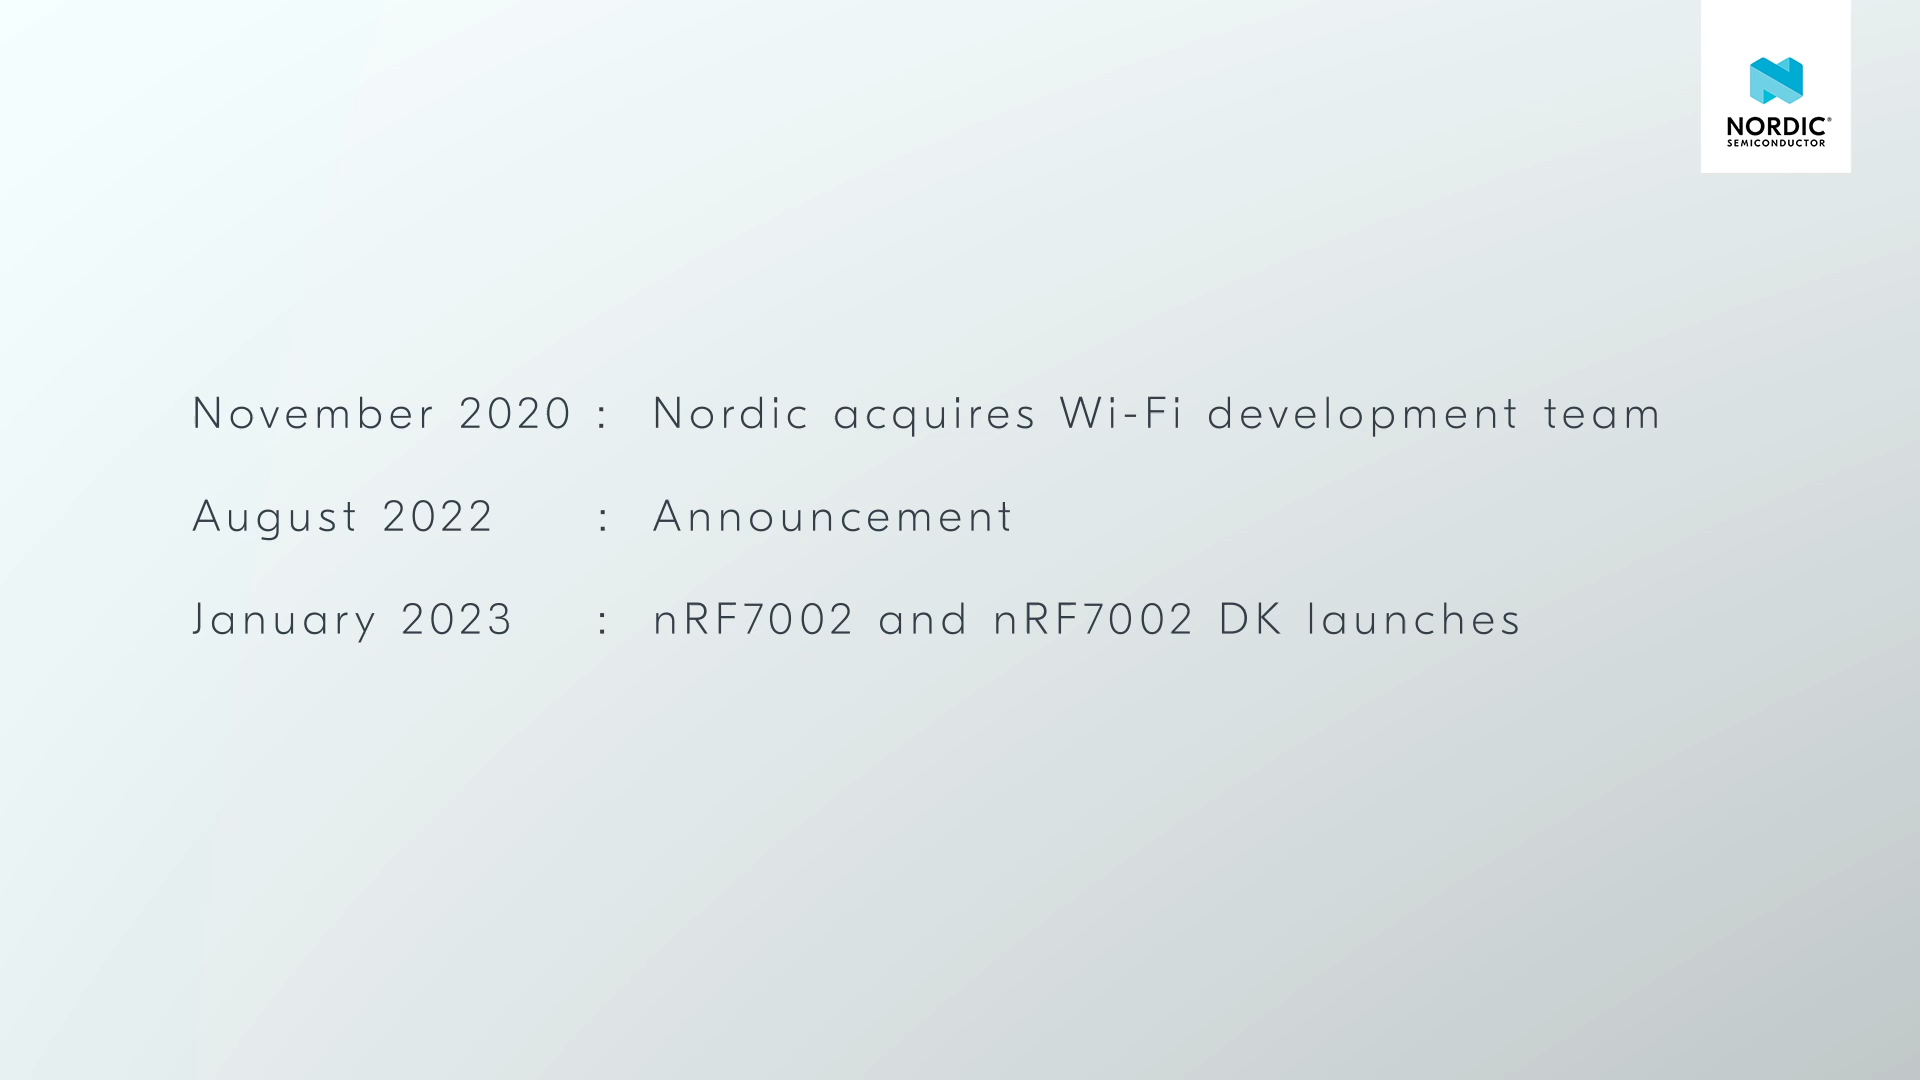 NORDIC®
SEMICONDUCTOR
November 2020 : Nordic acquires Wi-Fi development team
August 2022 : Announcement
January 2023 : nRF7002 and nRF7002 DK launches